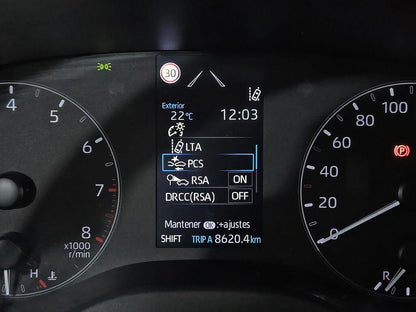 30
Exterior
22°C 12:03
LTA
PCS
RSA ON
DRCC(RSA) OFF
Mantener OK:+ajustes
SHIFT TRIP A 8620.4 km
4
5
6
7
8
x1000
r/min
H
100
80
60
40
20
0
(P)
R